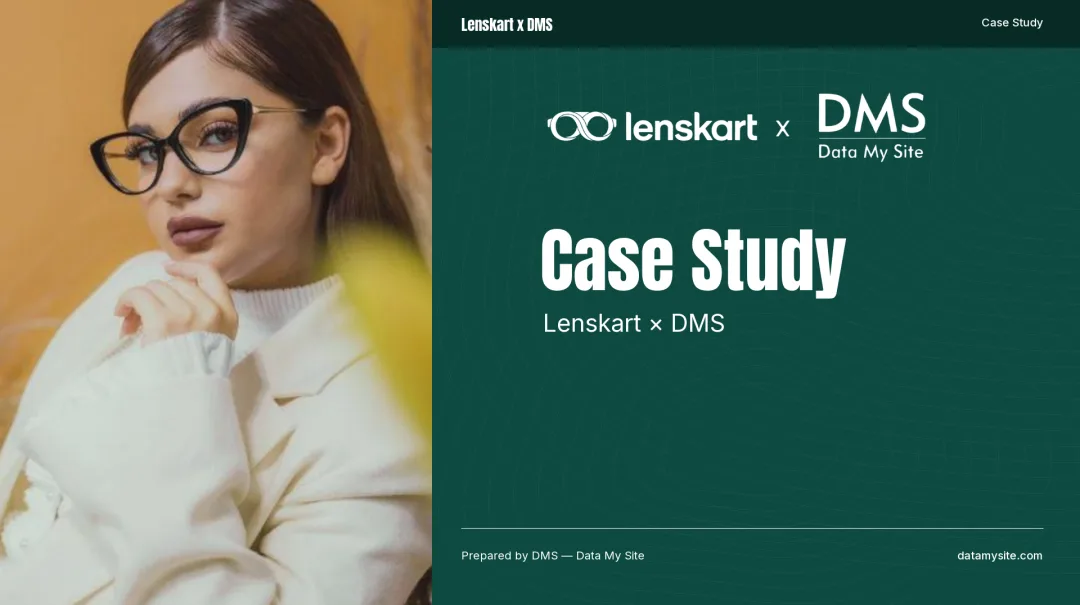 Lenskart x DMS
Case Study
lenskart x DMS
Data My Site
Case Study
Lenskart × DMS
Prepared by DMS — Data My Site
datamysite.com